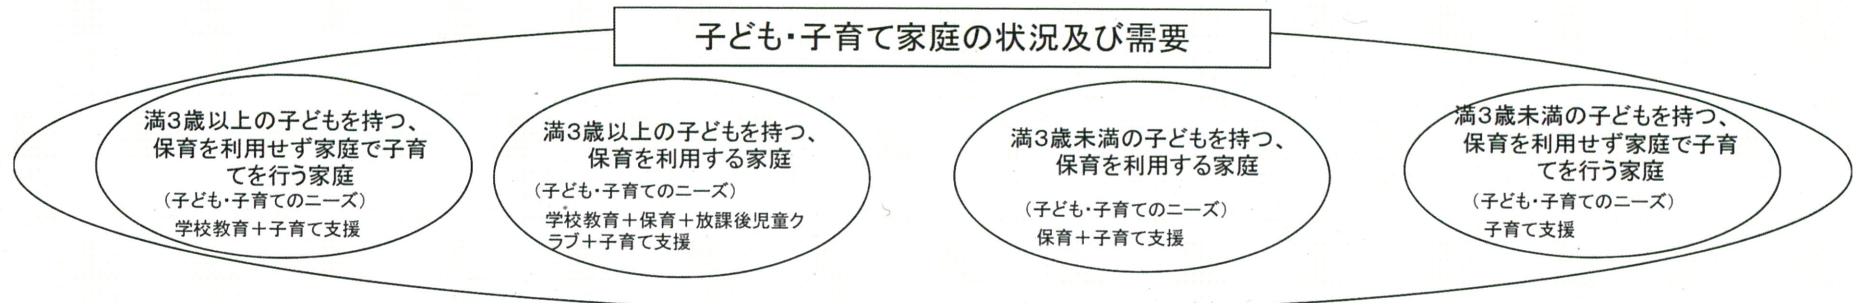 子ども・子育て家庭の状況及び需要
満3歳以上の子どもを持つ、
保育を利用せず家庭で子育
てを行う家庭
(子ども・子育てのニーズ)
学校教育＋子育て支援
満3歳以上の子どもを持つ、
保育を利用する家庭
(子ども・子育てのニーズ)
学校教育＋保育＋放課後児童ク
ラブ＋子育て支援
満3歳未満の子どもを持つ、
保育を利用する家庭
(子ども・子育てのニーズ)
保育＋子育て支援
満3歳未満の子どもを持つ、
保育を利用せず家庭で子育
てを行う家庭
(子ども・子育てのニーズ)
子育て支援